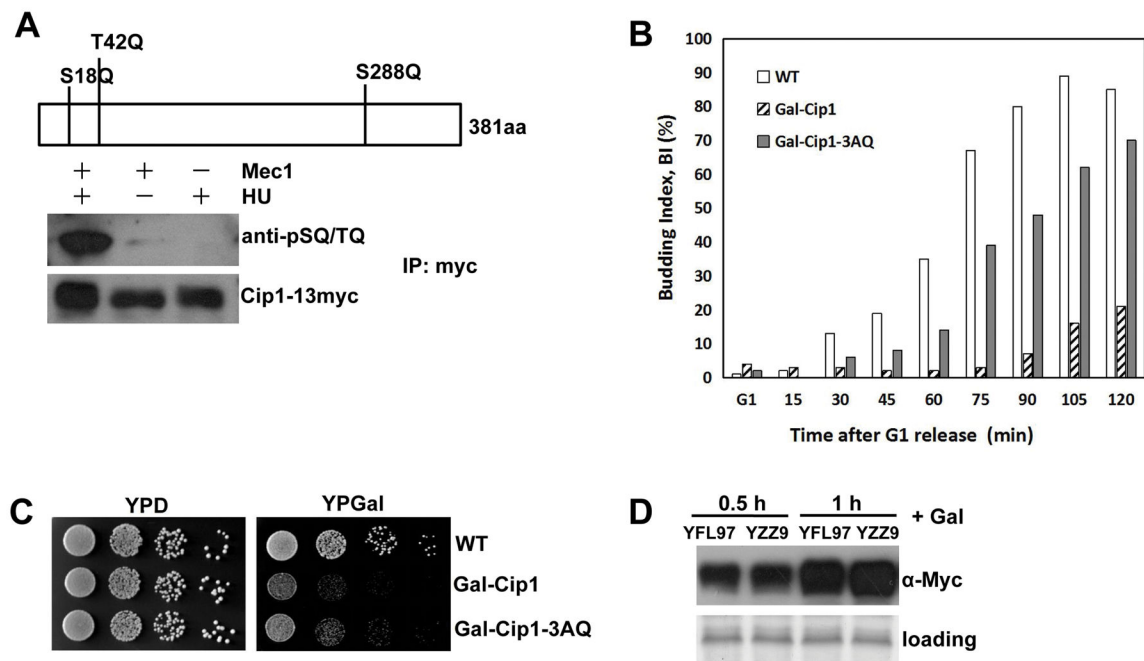 A
T42Q
S18Q
S288Q
381aa
+ + − Mec1
+ − + HU
anti-pSQ/TQ
IP: myc
Cip1-13myc
B
Budding Index, BI (%)
100
90
80
70
60
50
40
30
20
10
0
WT
Gal-Cip1
Gal-Cip1-3AQ
G1 15 30 45 60 75 90 105 120
Time after G1 release (min)
C
YPD YPGal
WT
Gal-Cip1
Gal-Cip1-3AQ
D
0.5 h 1 h + Gal
YFL97 YZZ9 YFL97 YZZ9
α-Myc
loading